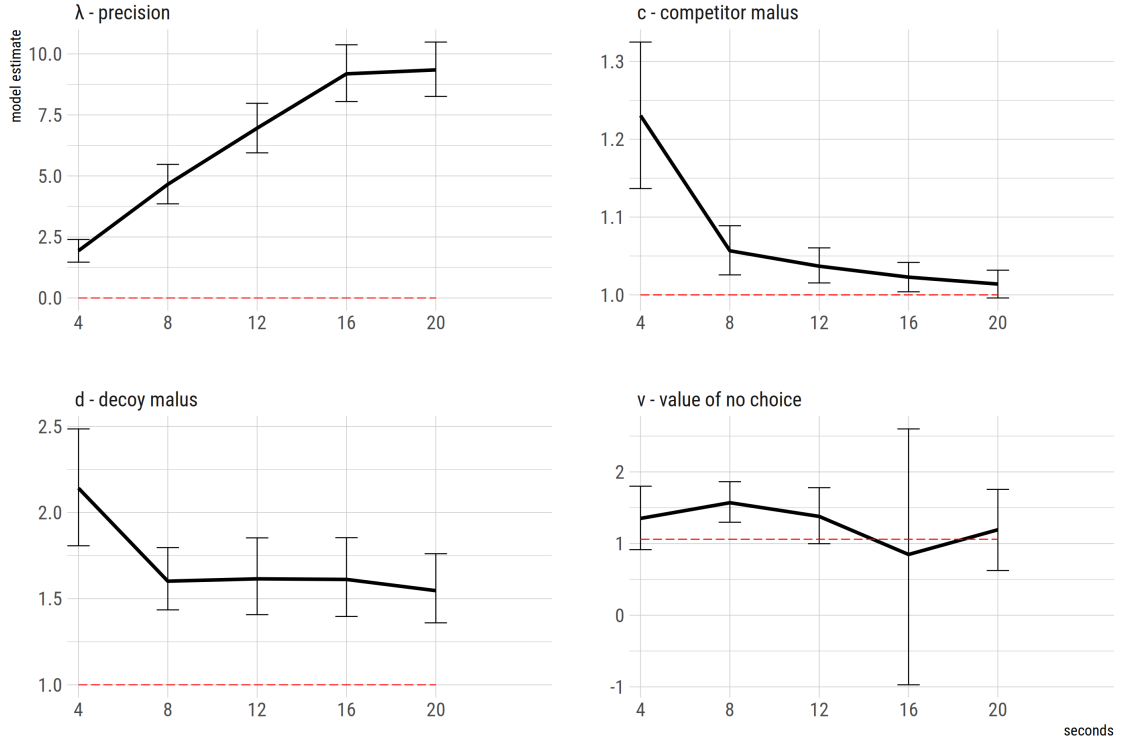 λ - precision
model estimate
10.0
7.5
5.0
2.5
0.0
4 8 12 16 20
c - competitor malus
1.3
1.2
1.1
1.0
4 8 12 16 20
d - decoy malus
2.5
2.0
1.5
1.0
4 8 12 16 20
v - value of no choice
2
1
0
-1
4 8 12 16 20
seconds